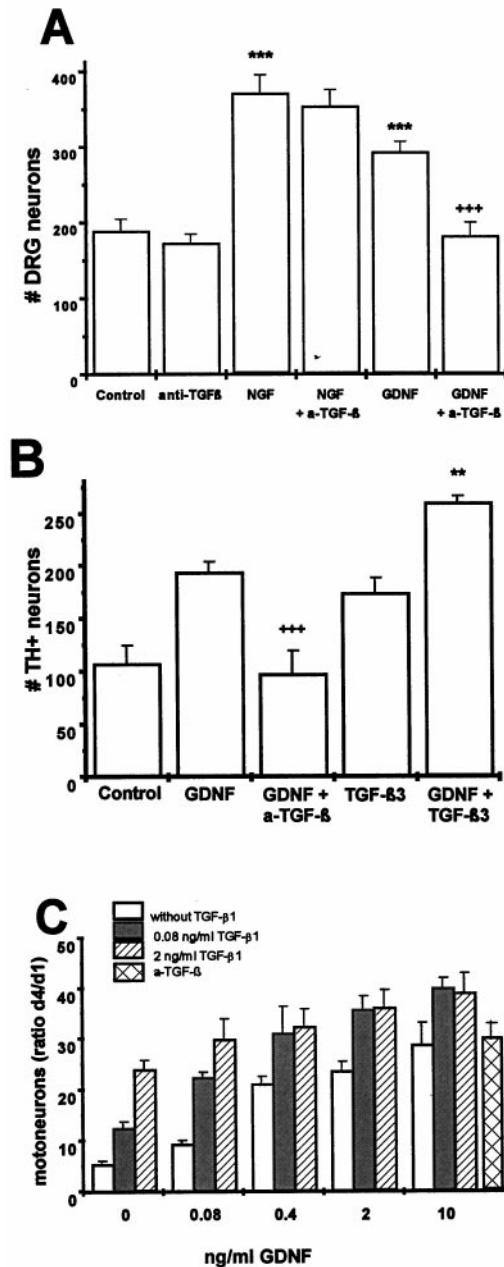 A
# DRG neurons
400
300
200
100
0
***
***
+++
Control
anti-TGFß
NGF
NGF
+ a-TGF-ß
GDNF
GDNF
+ a-TGF-ß
B
# TH+ neurons
250
200
150
100
50
0
+++
**
Control
GDNF
GDNF +
a-TGF-ß
TGF-ß3
GDNF +
TGF-ß3
C
without TGF-β1
0.08 ng/ml TGF-β1
2 ng/ml TGF-β1
a-TGF-ß
motoneurons (ratio d4/d1)
50
40
30
20
10
0
0
0.08
0.4
2
10
ng/ml GDNF